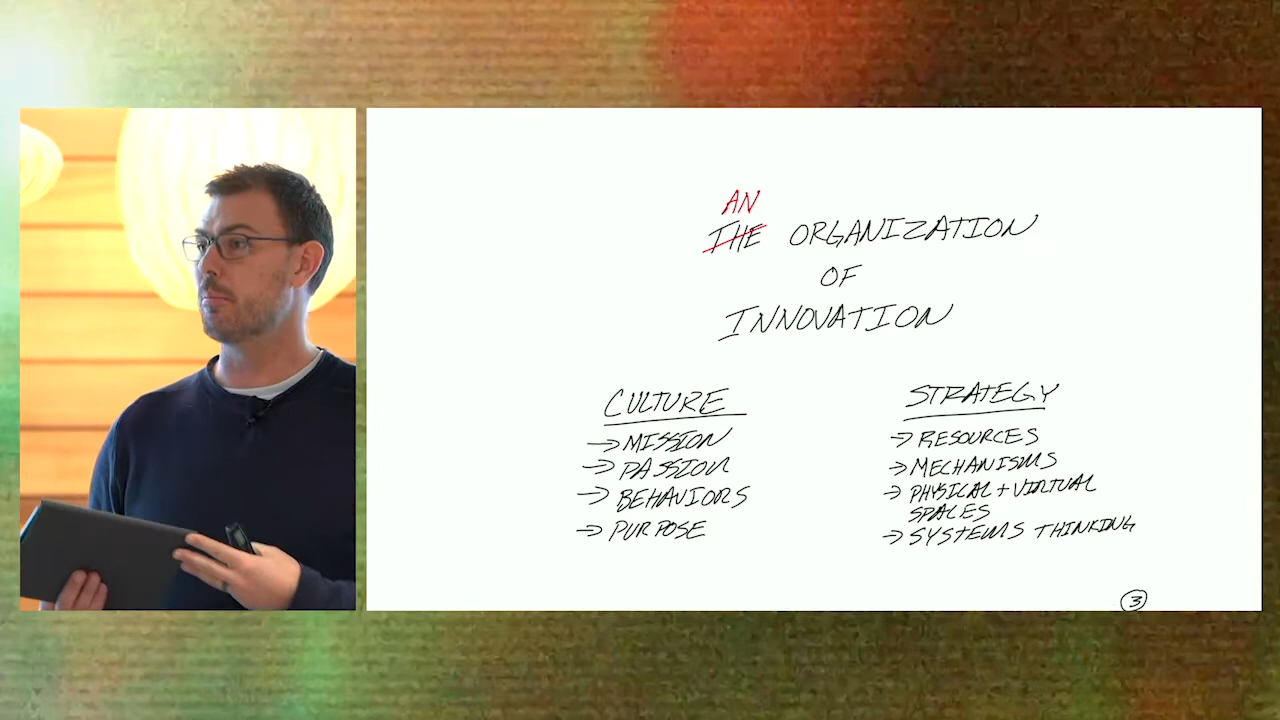 AN
THE ORGANIZATION
OF
INNOVATION
CULTURE
→ MISSION
→ PASSION
→ BEHAVIORS
→ PURPOSE
STRATEGY
→ RESOURCES
→ MECHANISMS
→ PHYSICAL + VIRTUAL
SPACES
→ SYSTEMS THINKING
3